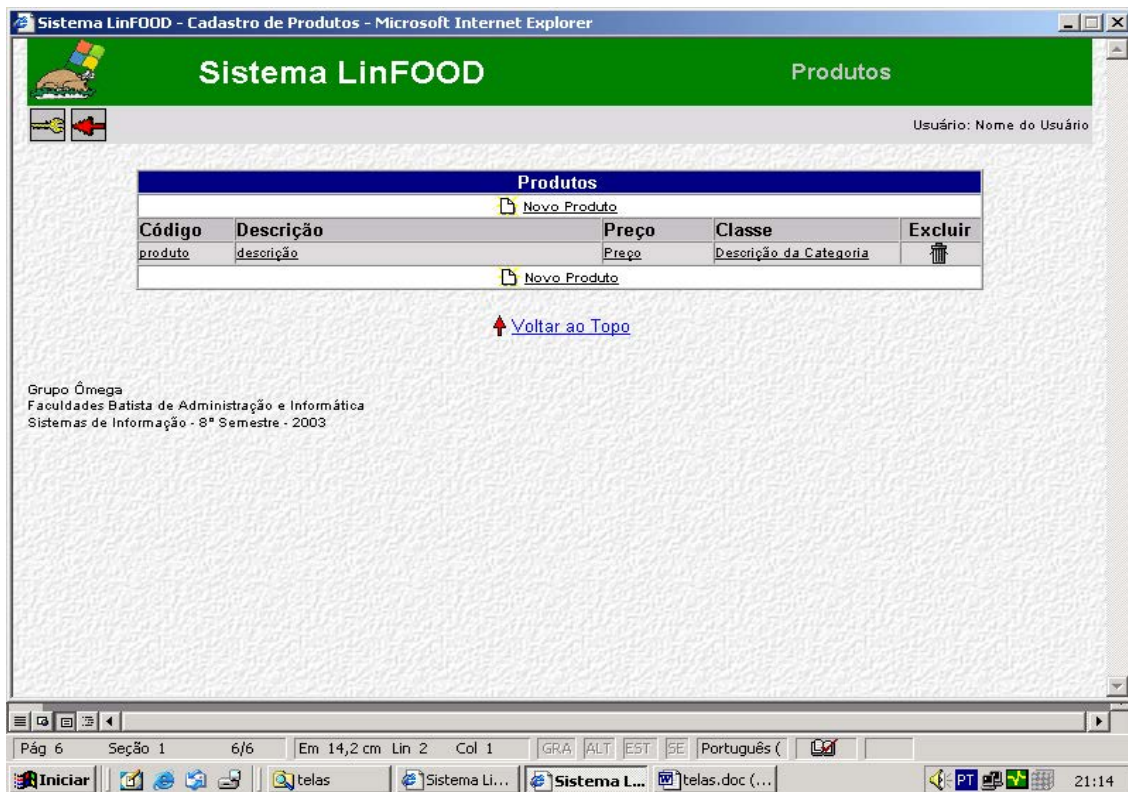 Sistema LinFOOD - Cadastro de Produtos - Microsoft Internet Explorer
Sistema LinFOOD
Produtos
Usuário: Nome do Usuário
Produtos
Novo Produto
Código Descrição Preço Classe Excluir
produto descrição Preço Descrição da Categoria
Novo Produto
Voltar ao Topo
Grupo Ômega
Faculdades Batista de Administração e Informática
Sistemas de Informação - 8º Semestre - 2003
Pág 6 Seção 1 6/6 Em 14,2 cm Lin 2 Col 1 GRA ALT EST SE Português (
Iniciar telas Sistema Li... Sistema L... telas.doc (... PT 21:14